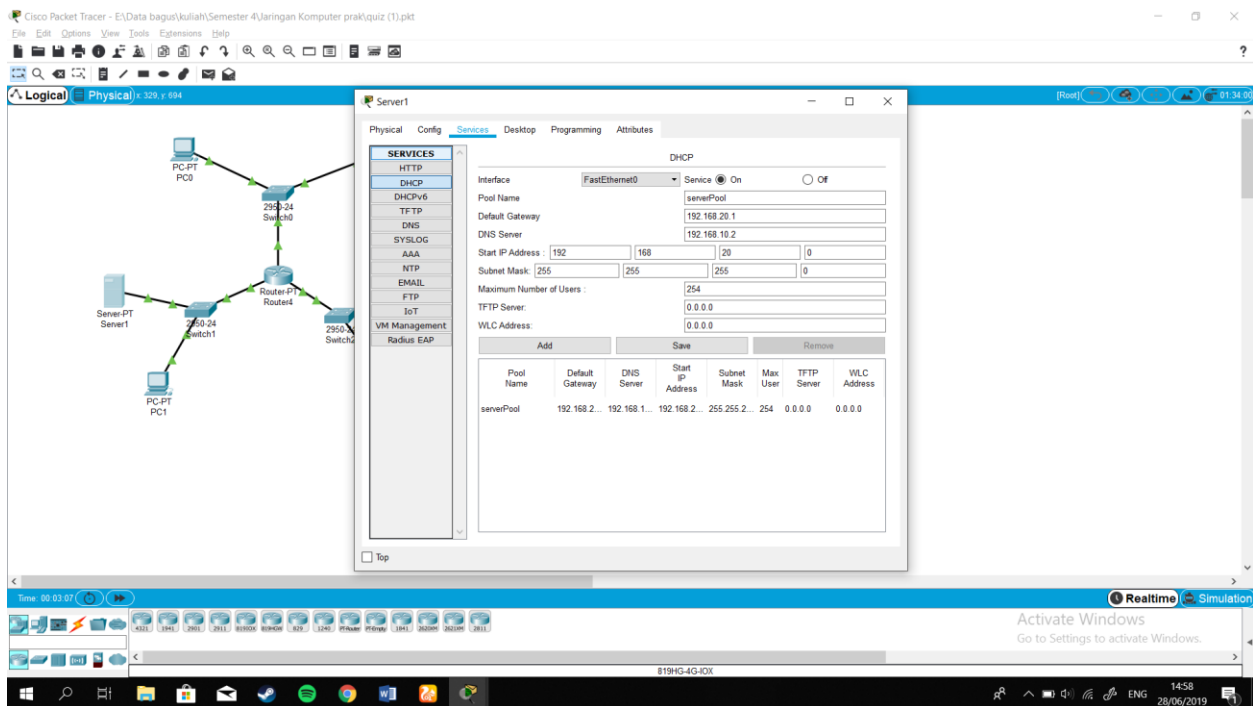 Cisco Packet Tracer - E:\Data bagus\kuliah\Semester 4\Jaringan Komputer prak\quiz (1).pkt
File Edit Options View Tools Extensions Help
?
Logical Physical x: 329, y: 694 [Root] 01:34:00
PC-PT
PC0
2950-24
Switch0
Router-PT
Router4
Server-PT
Server1
2950-24
Switch1
2950-2
Switch2
PC-PT
PC1
Server1
Physical Config Services Desktop Programming Attributes
SERVICES
HTTP
DHCP
DHCPv6
TFTP
DNS
SYSLOG
AAA
NTP
EMAIL
FTP
IoT
VM Management
Radius EAP
DHCP
Interface FastEthernet0 Service On Off
Pool Name serverPool
Default Gateway 192.168.20.1
DNS Server 192.168.10.2
Start IP Address : 192 168 20 0
Subnet Mask: 255 255 255 0
Maximum Number of Users : 254
TFTP Server: 0.0.0.0
WLC Address: 0.0.0.0
Add Save Remove
Pool Name Default Gateway DNS Server Start IP Address Subnet Mask Max User TFTP Server WLC Address
serverPool 192.168.2... 192.168.1... 192.168.2... 255.255.2... 254 0.0.0.0 0.0.0.0
Top
Time: 00:03:07 Realtime Simulation
4321 1941 2901 2911 819IOX 819HGW 829 1240 PT-Router PT-Empty 1841 2620XM 2621XM 2811
Activate Windows
Go to Settings to activate Windows.
819HG-4G-IOX
ENG
14:58
28/06/2019